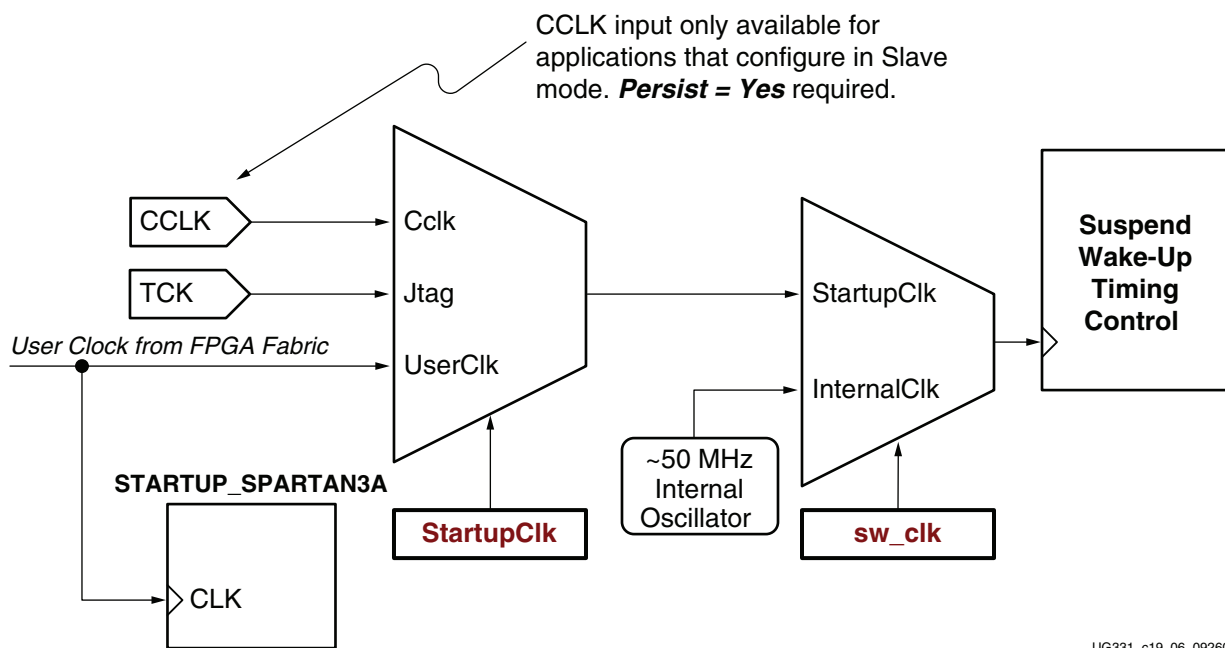 CCLK input only available for
applications that configure in Slave
mode. Persist = Yes required.
CCLK
Cclk
TCK
Jtag
User Clock from FPGA Fabric
UserClk
StartupClk
InternalClk
Suspend
Wake-Up
Timing
Control
~50 MHz
Internal
Oscillator
STARTUP_SPARTAN3A
StartupClk
sw_clk
CLK